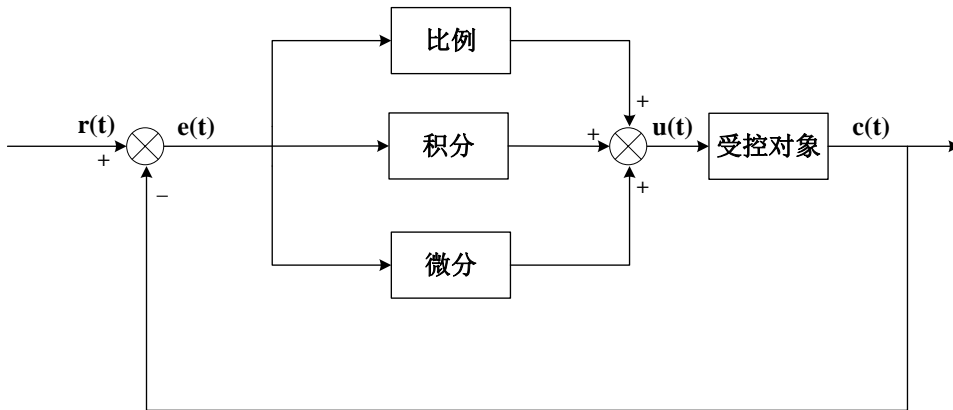 比例
+
r(t)
e(t)
积分
+
u(t)
受控对象
c(t)
+
+
−
微分